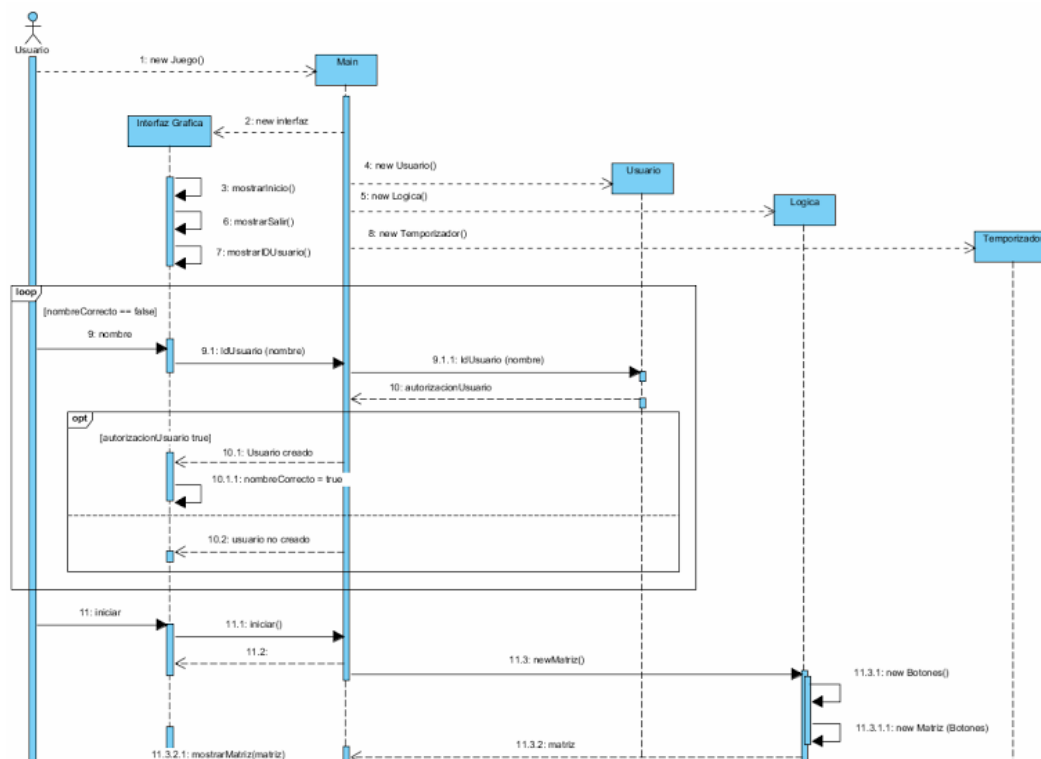 Usuario
1: new Juego()
Main
Interfaz Grafica
2: new interfaz
4: new Usuario()
Usuario
3: mostrarInicio()
5: new Logica()
Logica
6: mostrarSalir()
8: new Temporizador()
Temporizador
7: mostrarIDUsuario()
loop
[nombreCorrecto == false]
9: nombre
9.1: IdUsuario (nombre)
9.1.1: IdUsuario (nombre)
10: autorizacionUsuario
opt
[autorizacionUsuario true]
10.1: Usuario creado
10.1.1: nombreCorrecto = true
10.2: usuario no creado
11: iniciar
11.1: iniciar()
11.2:
11.3: newMatriz()
11.3.1: new Botones()
11.3.1.1: new Matriz (Botones)
11.3.2: matriz
11.3.2.1: mostrarMatriz(matriz)